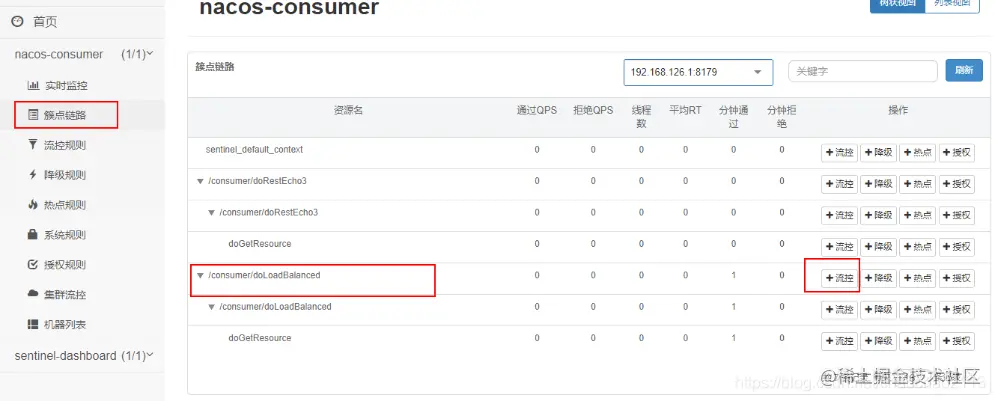 nacos-consumer
树状视图 列表视图
首页
nacos-consumer (1/1)
实时监控
簇点链路
流控规则
降级规则
热点规则
系统规则
授权规则
集群流控
机器列表
sentinel-dashboard (1/1)
簇点链路 192.168.126.1:8179 关键字 刷新
资源名 通过QPS 拒绝QPS 线程数 平均RT 分钟通过 分钟拒绝 操作
sentinel_default_context 0 0 0 0 0 0 +流控 +降级 +热点 +授权
/consumer/doRestEcho3 0 0 0 0 0 0 +流控 +降级 +热点 +授权
/consumer/doRestEcho3 0 0 0 0 0 0 +流控 +降级 +热点 +授权
doGetResource 0 0 0 0 0 0 +流控 +降级 +热点 +授权
/consumer/doLoadBalanced 0 0 0 0 1 0 +流控 +降级 +热点 +授权
/consumer/doLoadBalanced 0 0 0 0 1 0 +流控 +降级 +热点 +授权
doGetResource 0 0 0 0 1 0 +流控 +降级 +热点 +授权
@稀土掘金技术社区